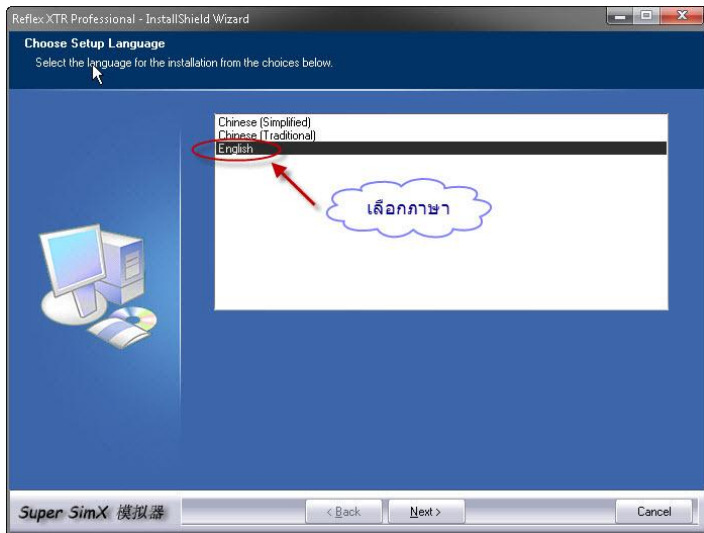 Reflex XTR Professional - InstallShield Wizard
Choose Setup Language
Select the language for the installation from the choices below.
Chinese (Simplified)
Chinese (Traditional)
English
เลือกภาษา
Super SimX 模拟器
< Back
Next >
Cancel